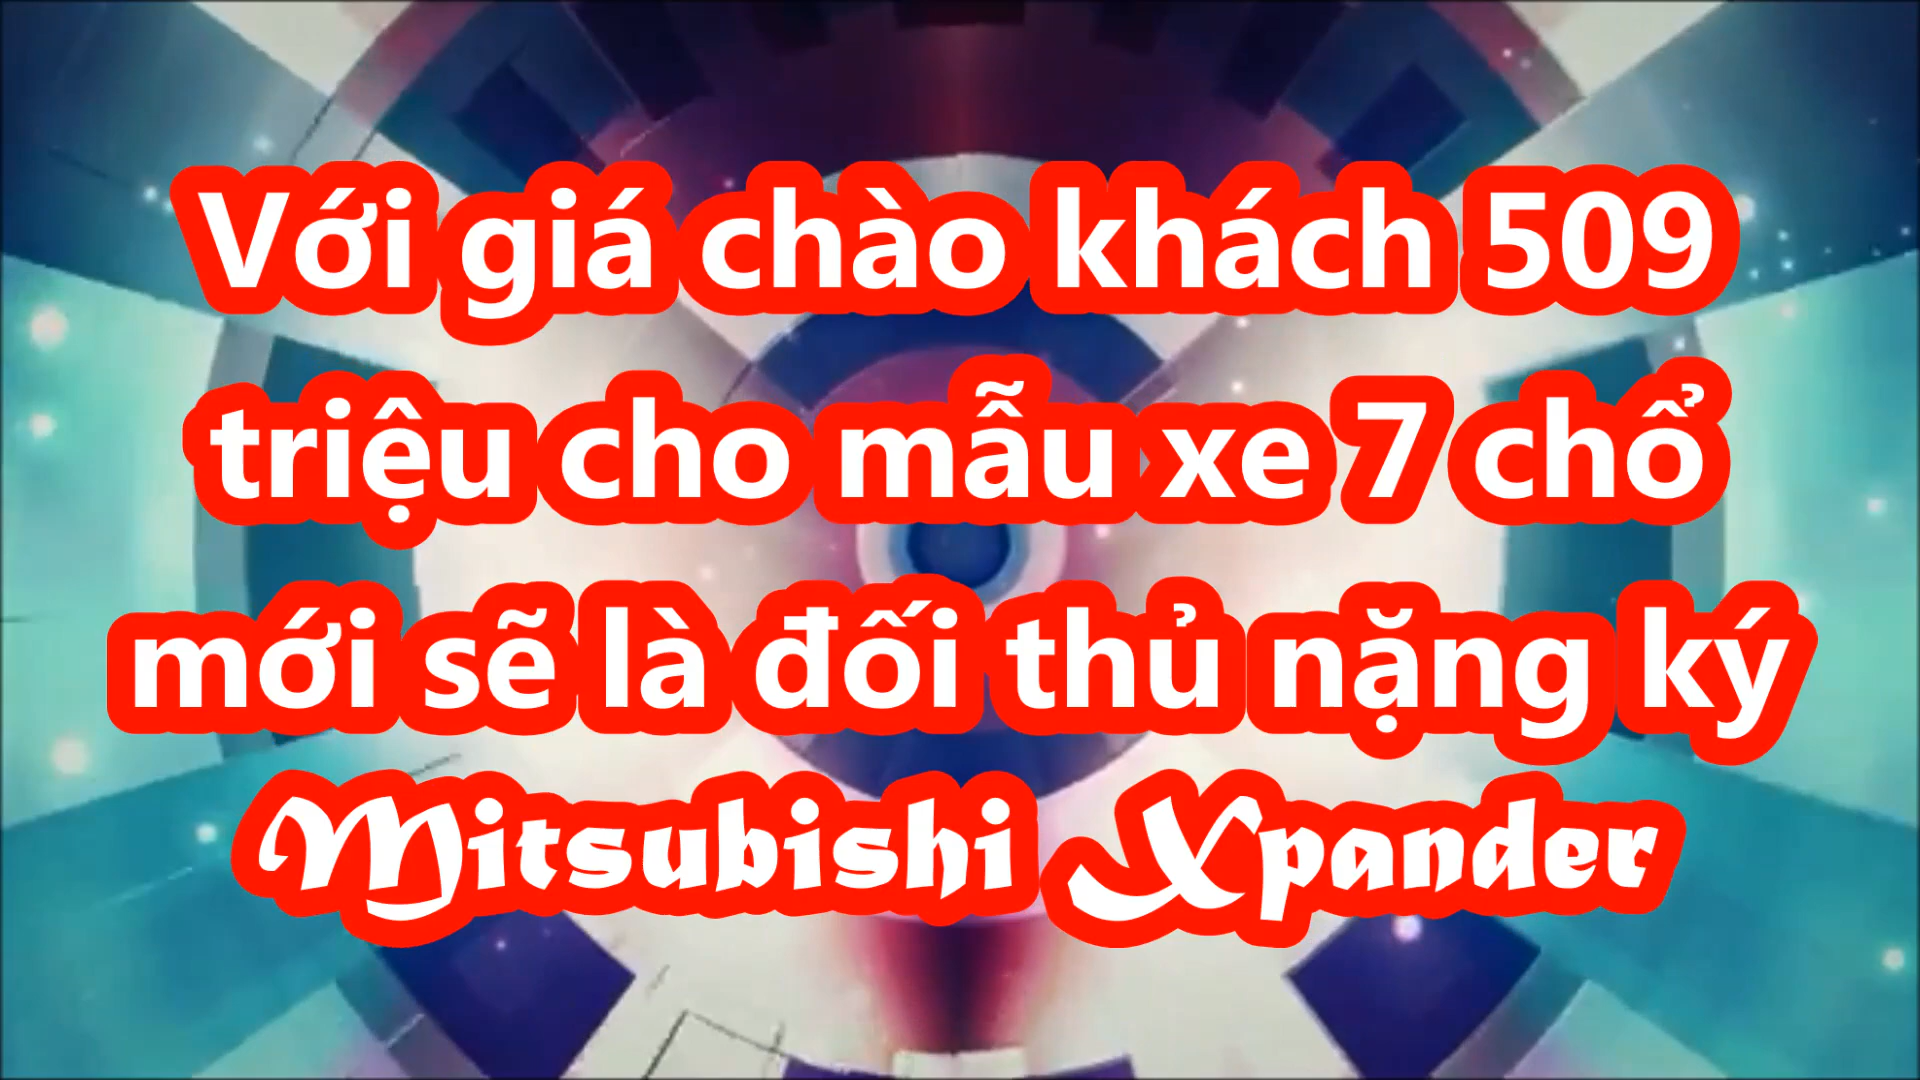 Với giá chào khách 509
triệu cho mẫu xe 7 chổ
mới sẽ là đối thủ nặng ký
Mitsubishi Xpander